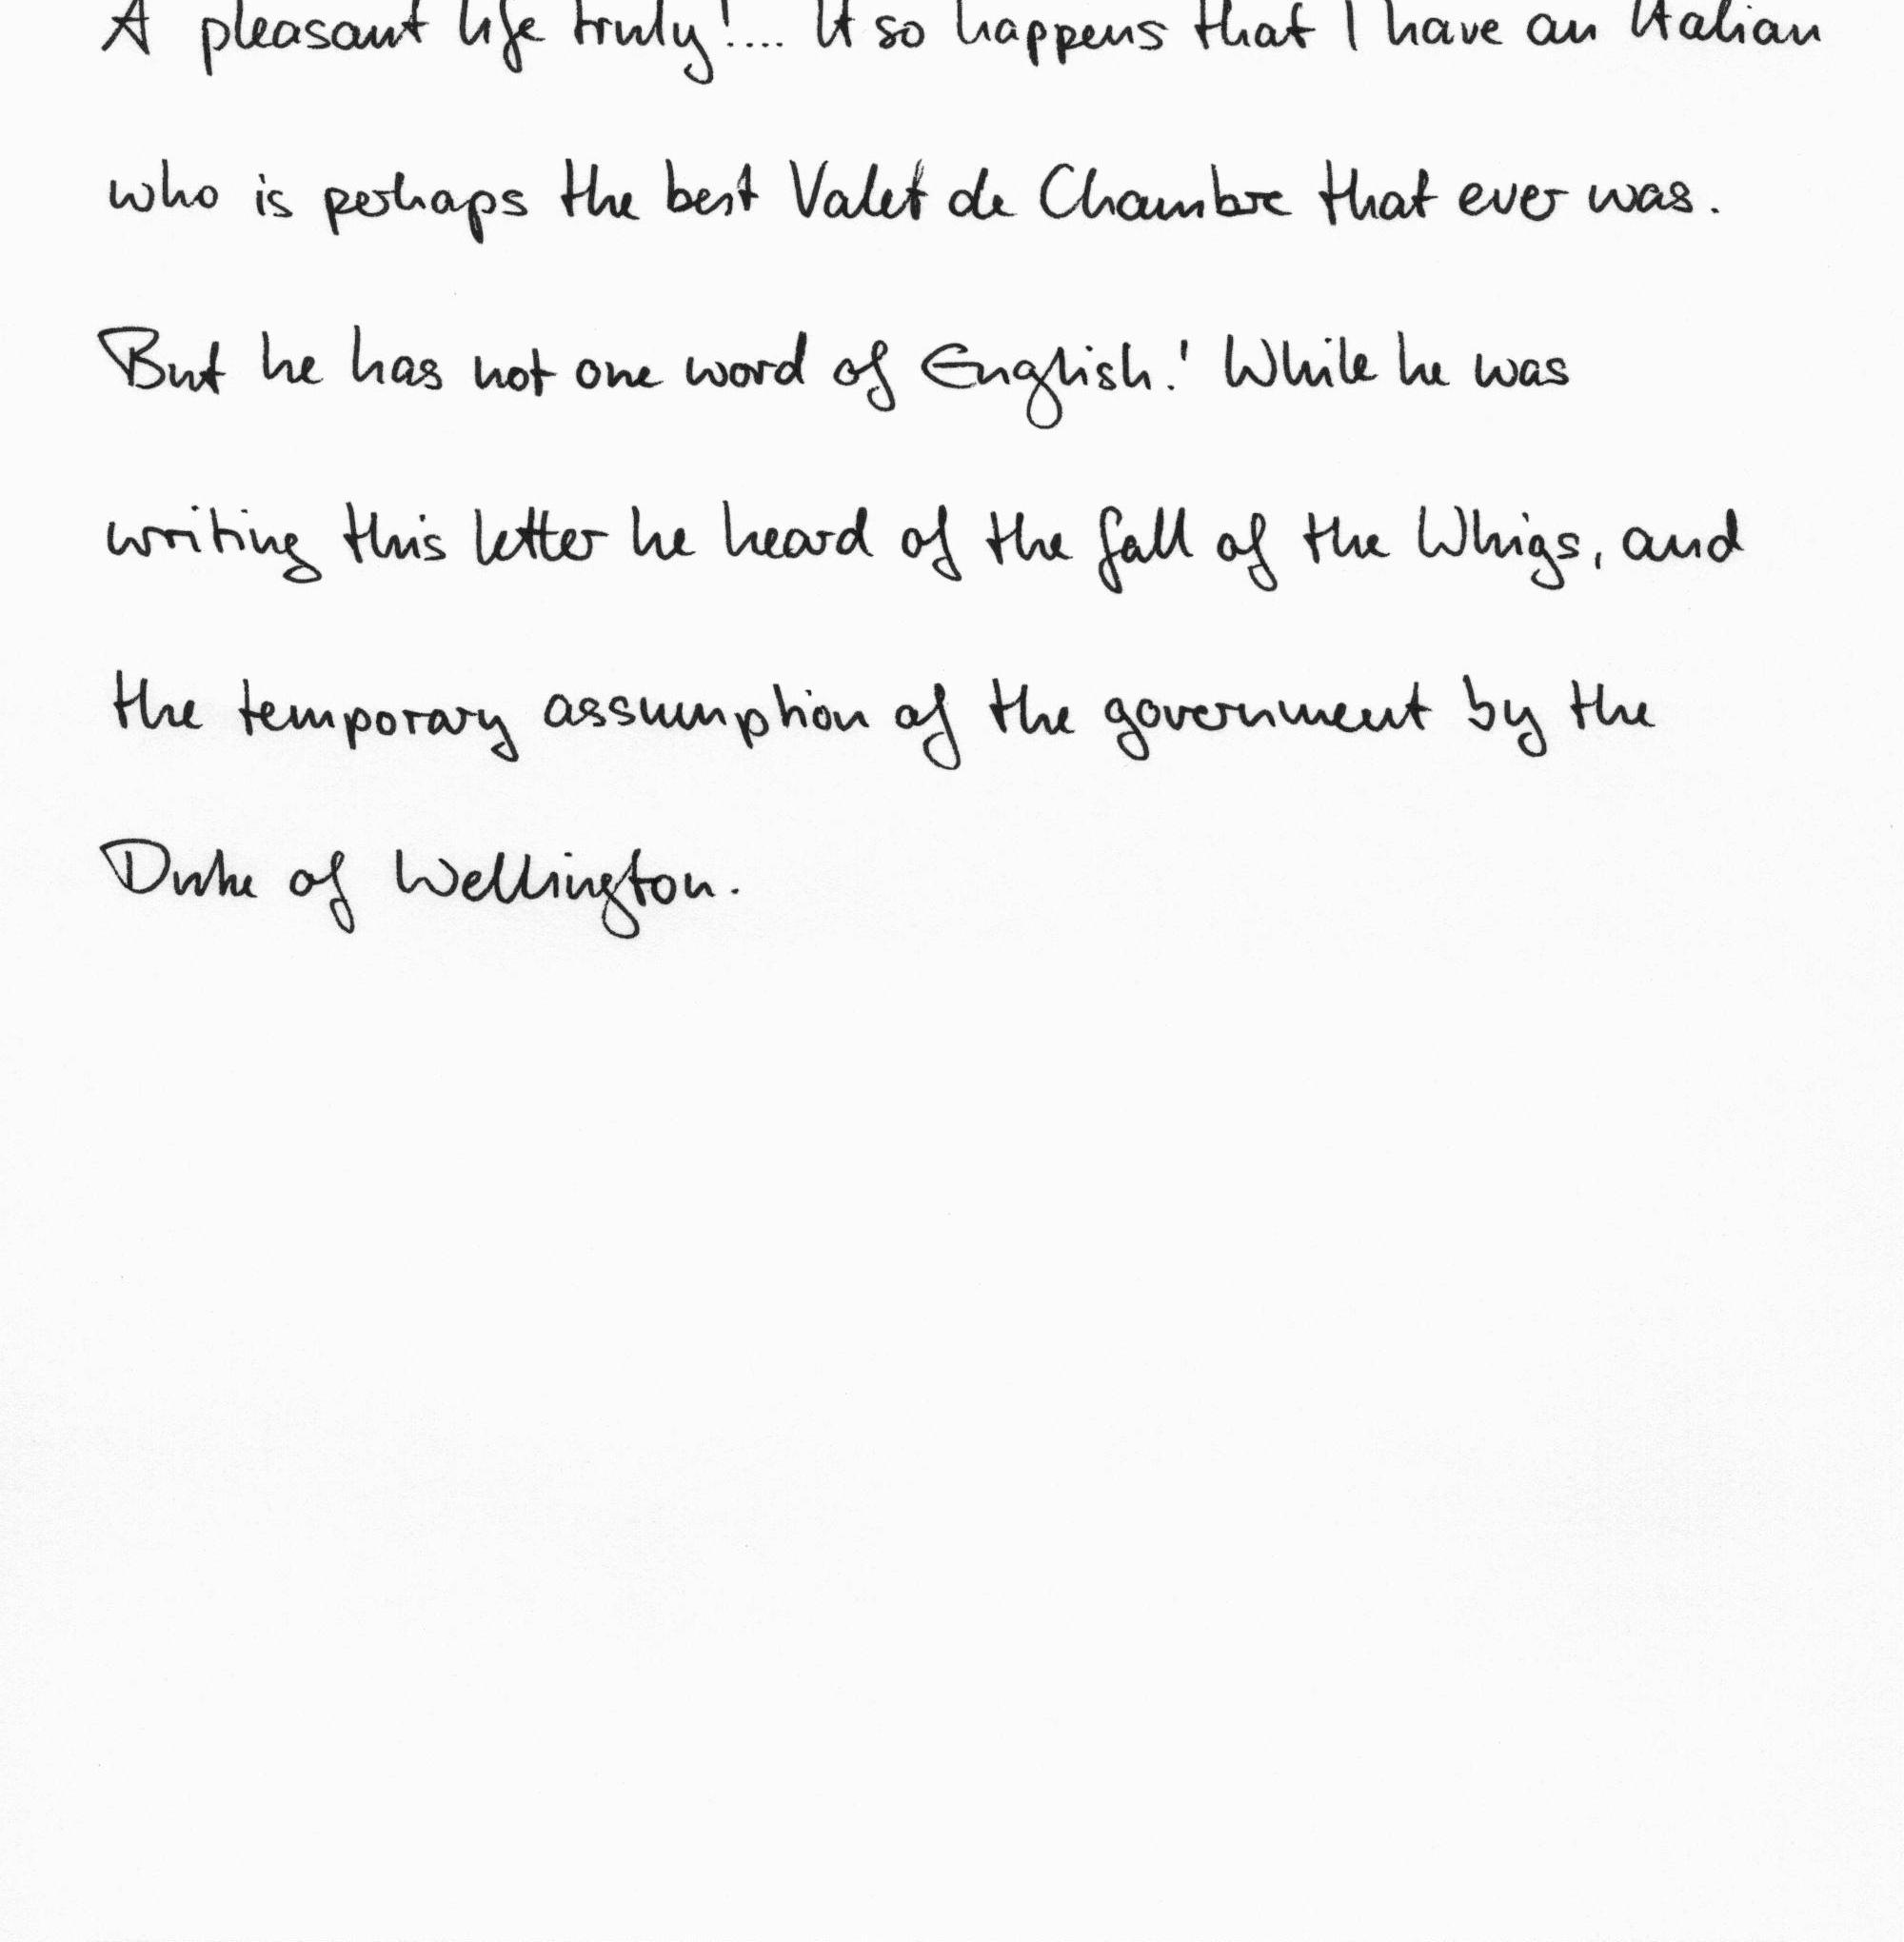 A pleasant life truly!.... It so happens that I have an Italian
who is perhaps the best Valet de Chambre that ever was.
But he has not one word of English! While he was
writing this letter he heard of the fall of the Whigs, and
the temporary assumption of the government by the
Duke of Wellington.